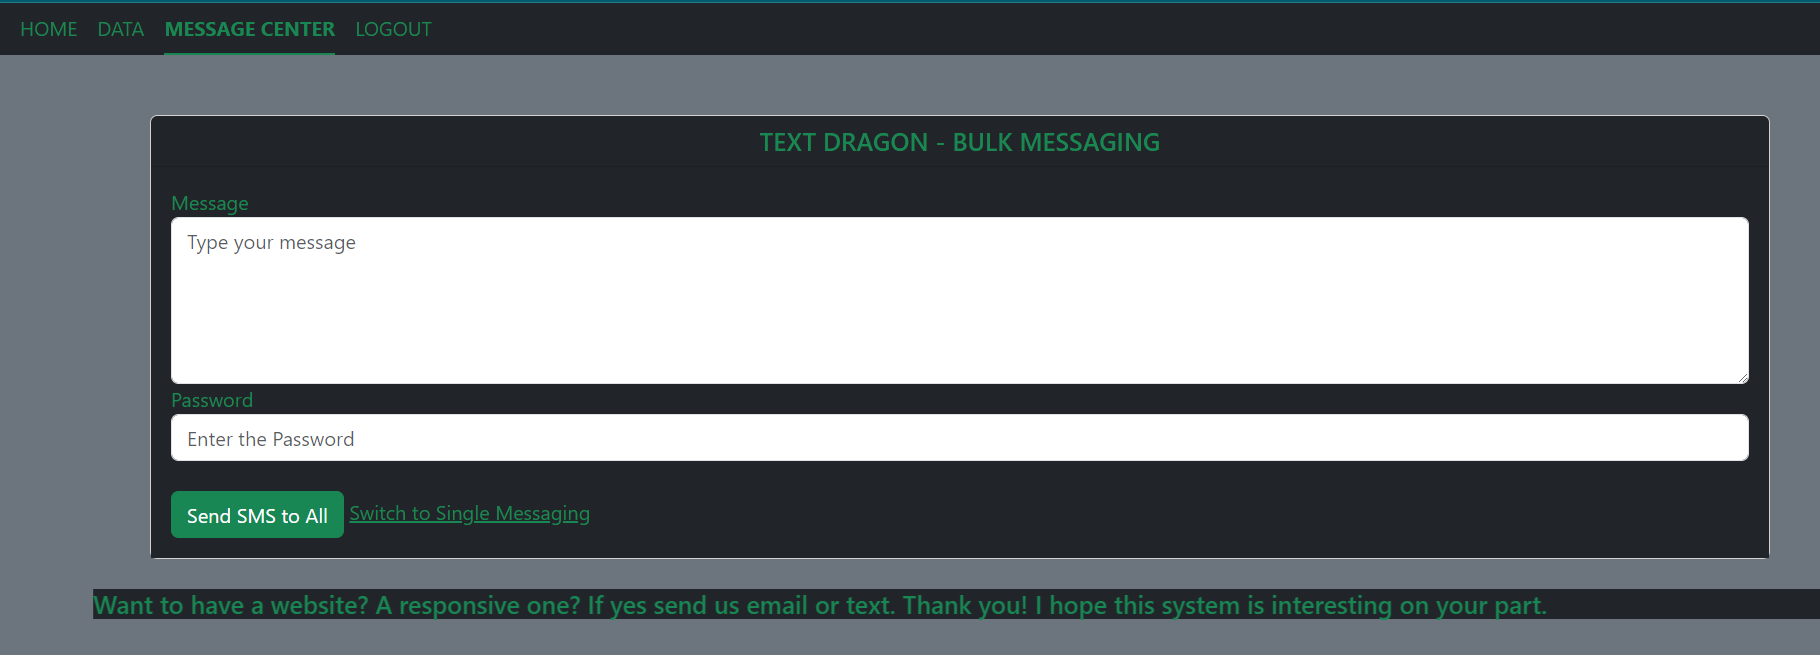 HOME DATA MESSAGE CENTER LOGOUT
TEXT DRAGON - BULK MESSAGING
Message
Type your message
Password
Enter the Password
Send SMS to All Switch to Single Messaging
Want to have a website? A responsive one? If yes send us email or text. Thank you! I hope this system is interesting on your part.